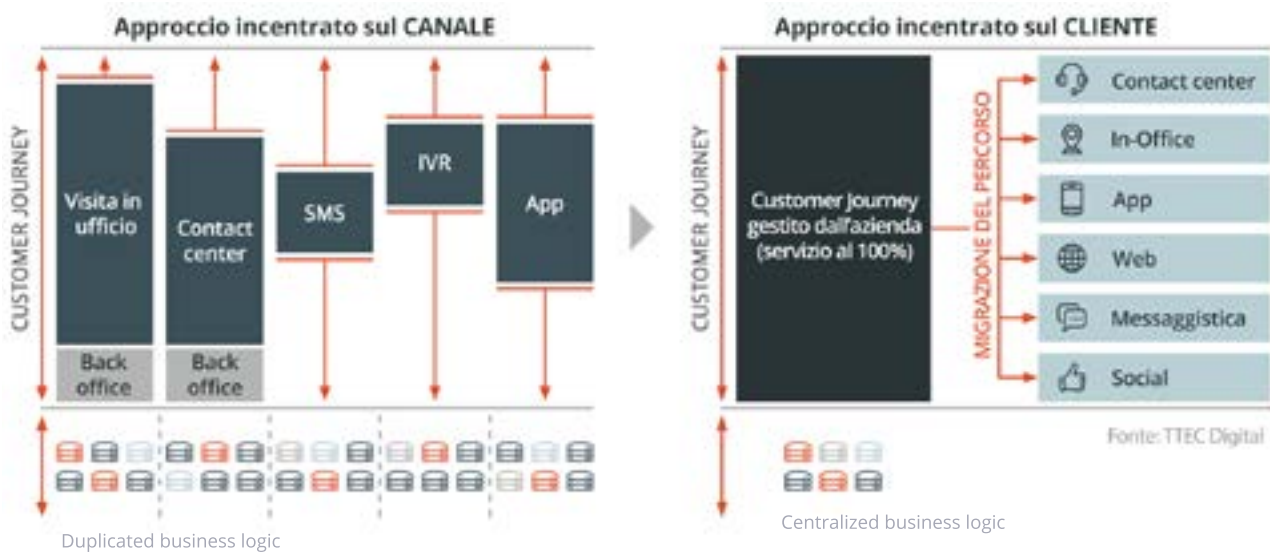 Approccio incentrato sul CANALE
CUSTOMER JOURNEY
Visita in
ufficio
Back
office
Contact
center
Back
office
SMS
IVR
App
Duplicated business logic
Approccio incentrato sul CLIENTE
CUSTOMER JOURNEY
Customer Journey
gestito dall'azienda
(servizio al 100%)
MIGRAZIONE DEL PERCORSO
Contact center
In-Office
App
Web
Messaggistica
Social
Fonte: TTEC Digital
Centralized business logic